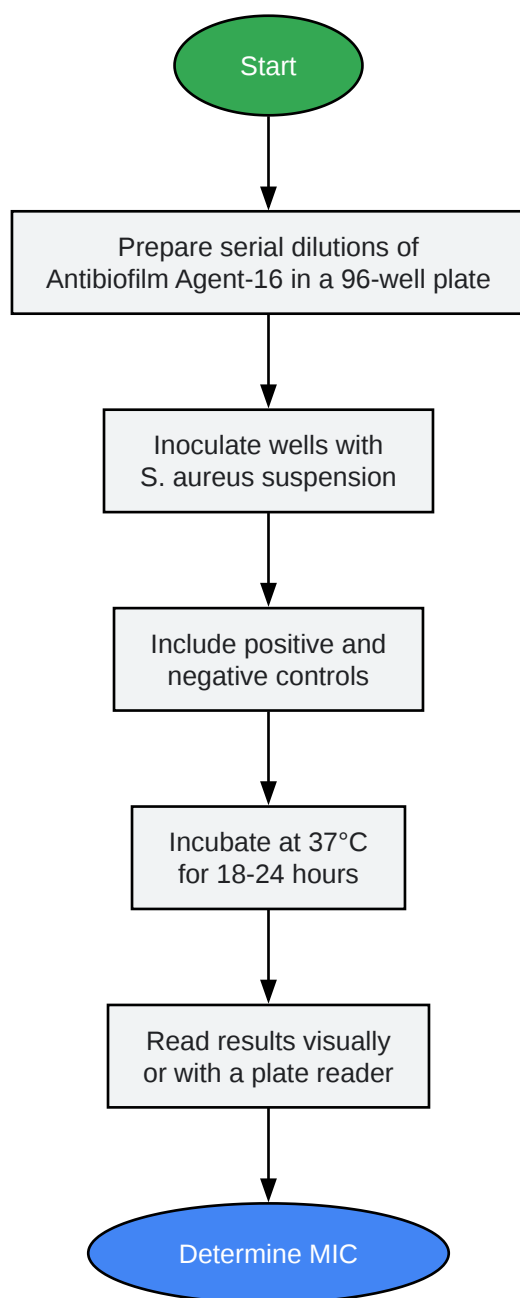 Start
Prepare serial dilutions of
Antibiofilm Agent-16 in a 96-well plate
Inoculate wells with
S. aureus suspension
Include positive and
negative controls
Incubate at 37°C
for 18-24 hours
Read results visually
or with a plate reader
Determine MIC